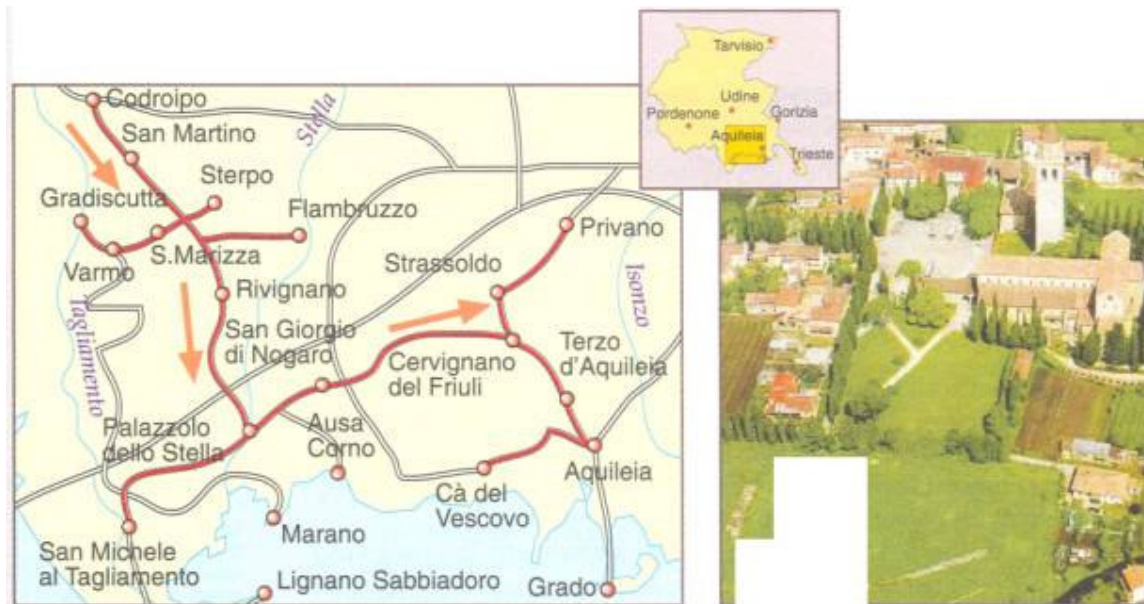 Tarvisio
Udine
Pordenone
Gorizia
Aquileia
Trieste
Codroipo
San Martino
Stella
Sterpo
Gradiscutta
Flambruzzo
Privano
S.Marizza
Varmo
Strassoldo
Isonzo
Rivignano
Tagliamento
San Giorgio
di Nogaro
Terzo
d'Aquileia
Cervignano
del Friuli
Palazzolo
dello Stella
Ausa
Corno
Aquileia
Cà del
Vescovo
Marano
San Michele
al Tagliamento
Lignano Sabbiadoro
Grado